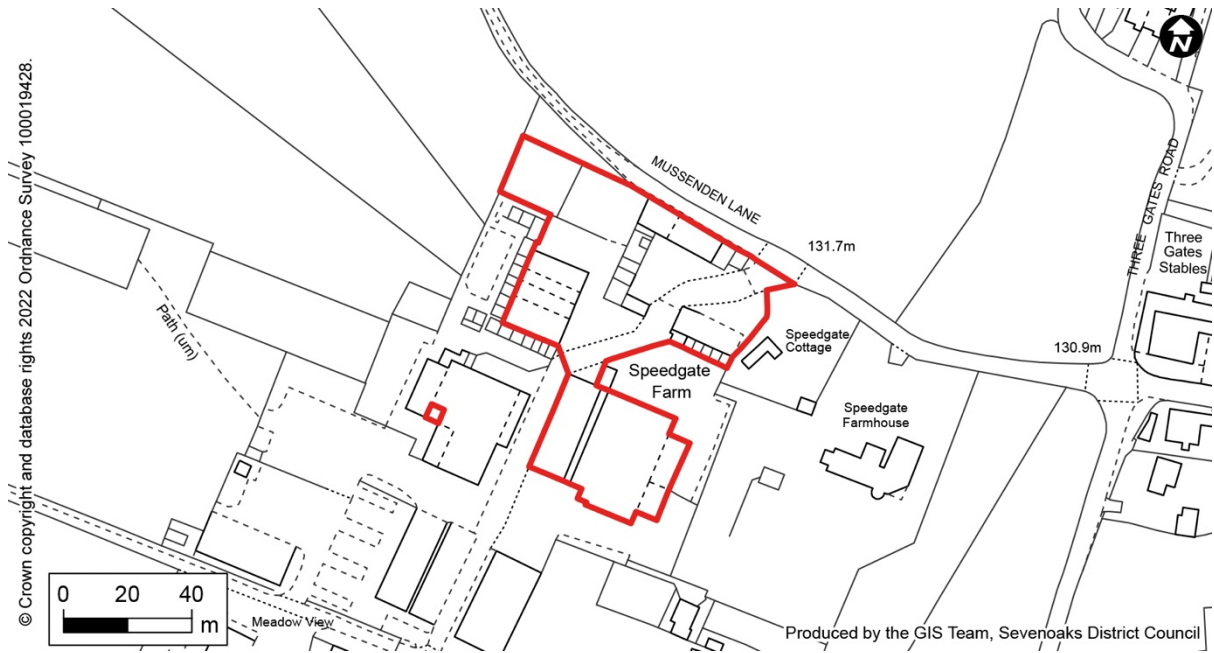 © Crown copyright and database rights 2022 Ordnance Survey 100019428.
N
MUSSENDEN LANE
131.7m
THREE GATES ROAD
Three
Gates
Stables
Path (um)
Speedgate
Cottage
130.9m
Speedgate
Farm
Speedgate
Farmhouse
0 20 40
m
Meadow View
Produced by the GIS Team, Sevenoaks District Council